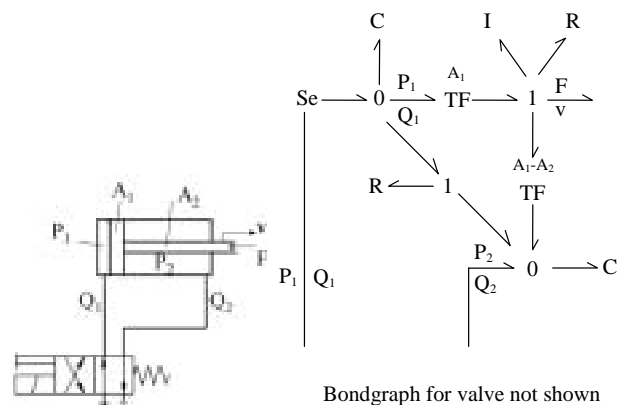 C
I
R
P₁
A₁
F
Se
0
TF
1
Q₁
v
R
1
A₁-A₂
TF
P₂
0
C
Q₂
P₁
Q₁
A₁
A₂
P₁
v
P₂
F
Q₁
Q₂
Bondgraph for valve not shown